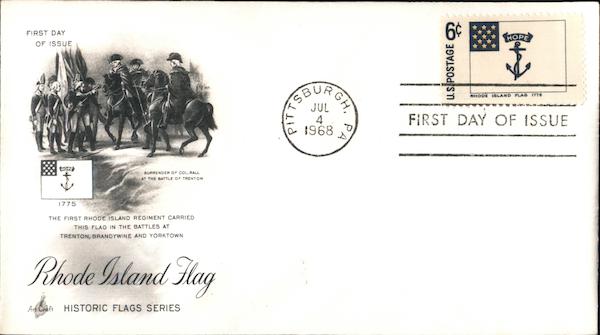 FIRST DAY
OF ISSUE
HOPE
SURRENDER OF COL. RALL
AT THE BATTLE OF TRENTON
1775
THE FIRST RHODE ISLAND REGIMENT CARRIED
THIS FLAG IN THE BATTLES AT
TRENTON, BRANDYWINE AND YORKTOWN
Rhode Island Flag
Art Craft HISTORIC FLAGS SERIES
PITTSBURGH, PA
JUL
4
1968
6¢
U.S. POSTAGE
HOPE
RHODE ISLAND FLAG 1775
FIRST DAY OF ISSUE